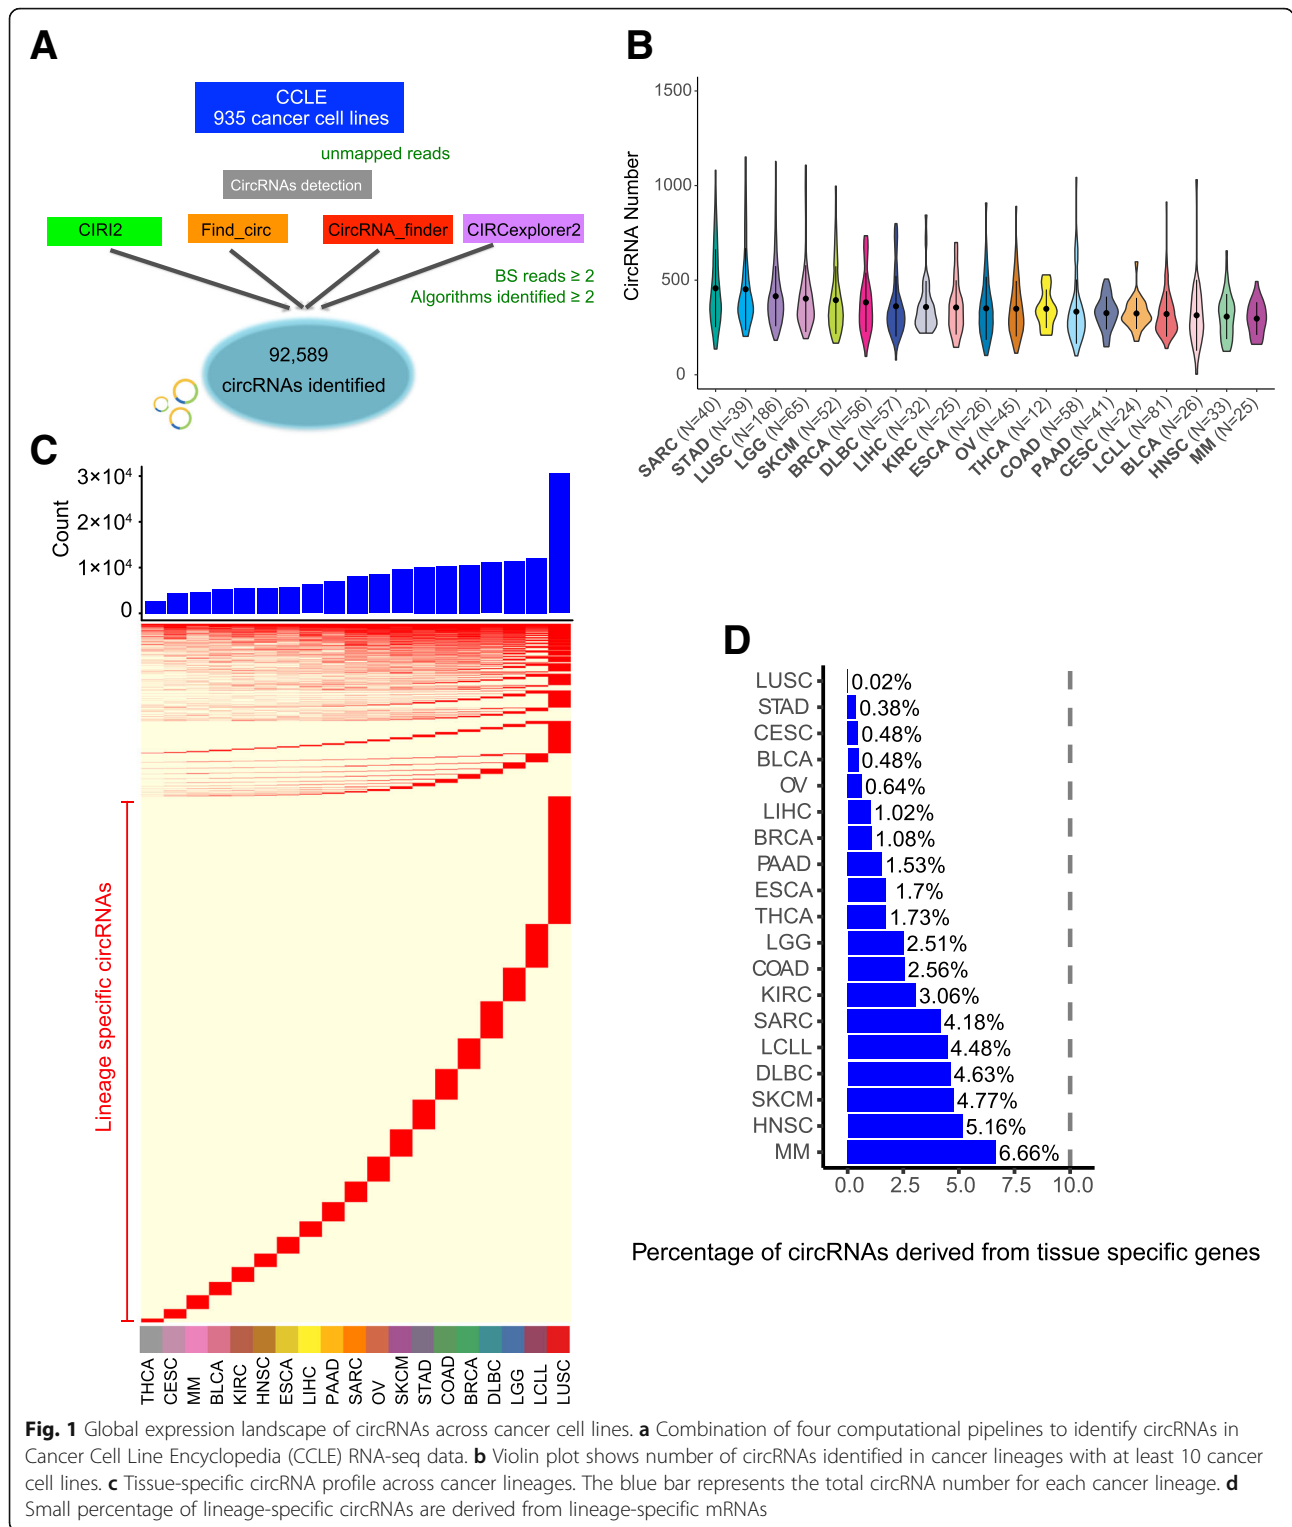 A
CCLE
935 cancer cell lines
unmapped reads
CircRNAs detection
CIRI2
Find_circ
CircRNA_finder
CIRCexplorer2
BS reads ≥ 2
Algorithms identified ≥ 2
92,589
circRNAs identified
B
CircRNA Number
1500
1000
500
0
SARC (N=40)
STAD (N=39)
LUSC (N=186)
LGG (N=65)
SKCM (N=52)
BRCA (N=56)
DLBC (N=57)
LIHC (N=32)
KIRC (N=25)
ESCA (N=26)
OV (N=45)
THCA (N=12)
COAD (N=58)
PAAD (N=41)
CESC (N=24)
LCLL (N=81)
BLCA (N=26)
HNSC (N=33)
MM (N=25)
C
Count
3×10⁴
2×10⁴
1×10⁴
0
Lineage specific circRNAs
THCA
CESC
MM
BLCA
KIRC
HNSC
ESCA
LIHC
PAAD
SARC
OV
SKCM
STAD
COAD
BRCA
DLBC
LGG
LCLL
LUSC
D
LUSC 0.02%
STAD 0.38%
CESC 0.48%
BLCA 0.48%
OV 0.64%
LIHC 1.02%
BRCA 1.08%
PAAD 1.53%
ESCA 1.7%
THCA 1.73%
LGG 2.51%
COAD 2.56%
KIRC 3.06%
SARC 4.18%
LCLL 4.48%
DLBC 4.63%
SKCM 4.77%
HNSC 5.16%
MM 6.66%
0.0 2.5 5.0 7.5 10.0
Percentage of circRNAs derived from tissue specific genes
Fig. 1 Global expression landscape of circRNAs across cancer cell lines. a Combination of four computational pipelines to identify circRNAs in
Cancer Cell Line Encyclopedia (CCLE) RNA-seq data. b Violin plot shows number of circRNAs identified in cancer lineages with at least 10 cancer
cell lines. c Tissue-specific circRNA profile across cancer lineages. The blue bar represents the total circRNA number for each cancer lineage. d
Small percentage of lineage-specific circRNAs are derived from lineage-specific mRNAs